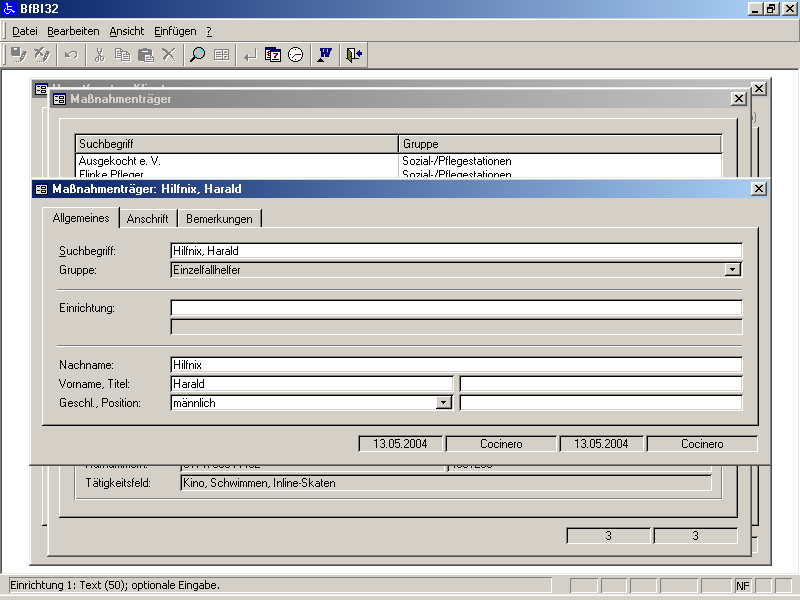 BfBI32
Datei Bearbeiten Ansicht Einfügen ?
Maßnahmenträger
Suchbegriff Gruppe
Ausgekocht e. V. Sozial-/Pflegestationen
Flinke Pfleger Sozial-/Pflegestationen
Maßnahmenträger: Hilfnix, Harald
Allgemeines Anschrift Bemerkungen
Suchbegriff: Hilfnix, Harald
Gruppe: Einzelfallhelfer
Einrichtung:
Nachname: Hilfnix
Vorname, Titel: Harald
Geschl., Position: männlich
13.05.2004 Cocinero 13.05.2004 Cocinero
Tätigkeitsfeld: Kino, Schwimmen, Inline-Skaten
3 3
Einrichtung 1: Text (50); optionale Eingabe. NF